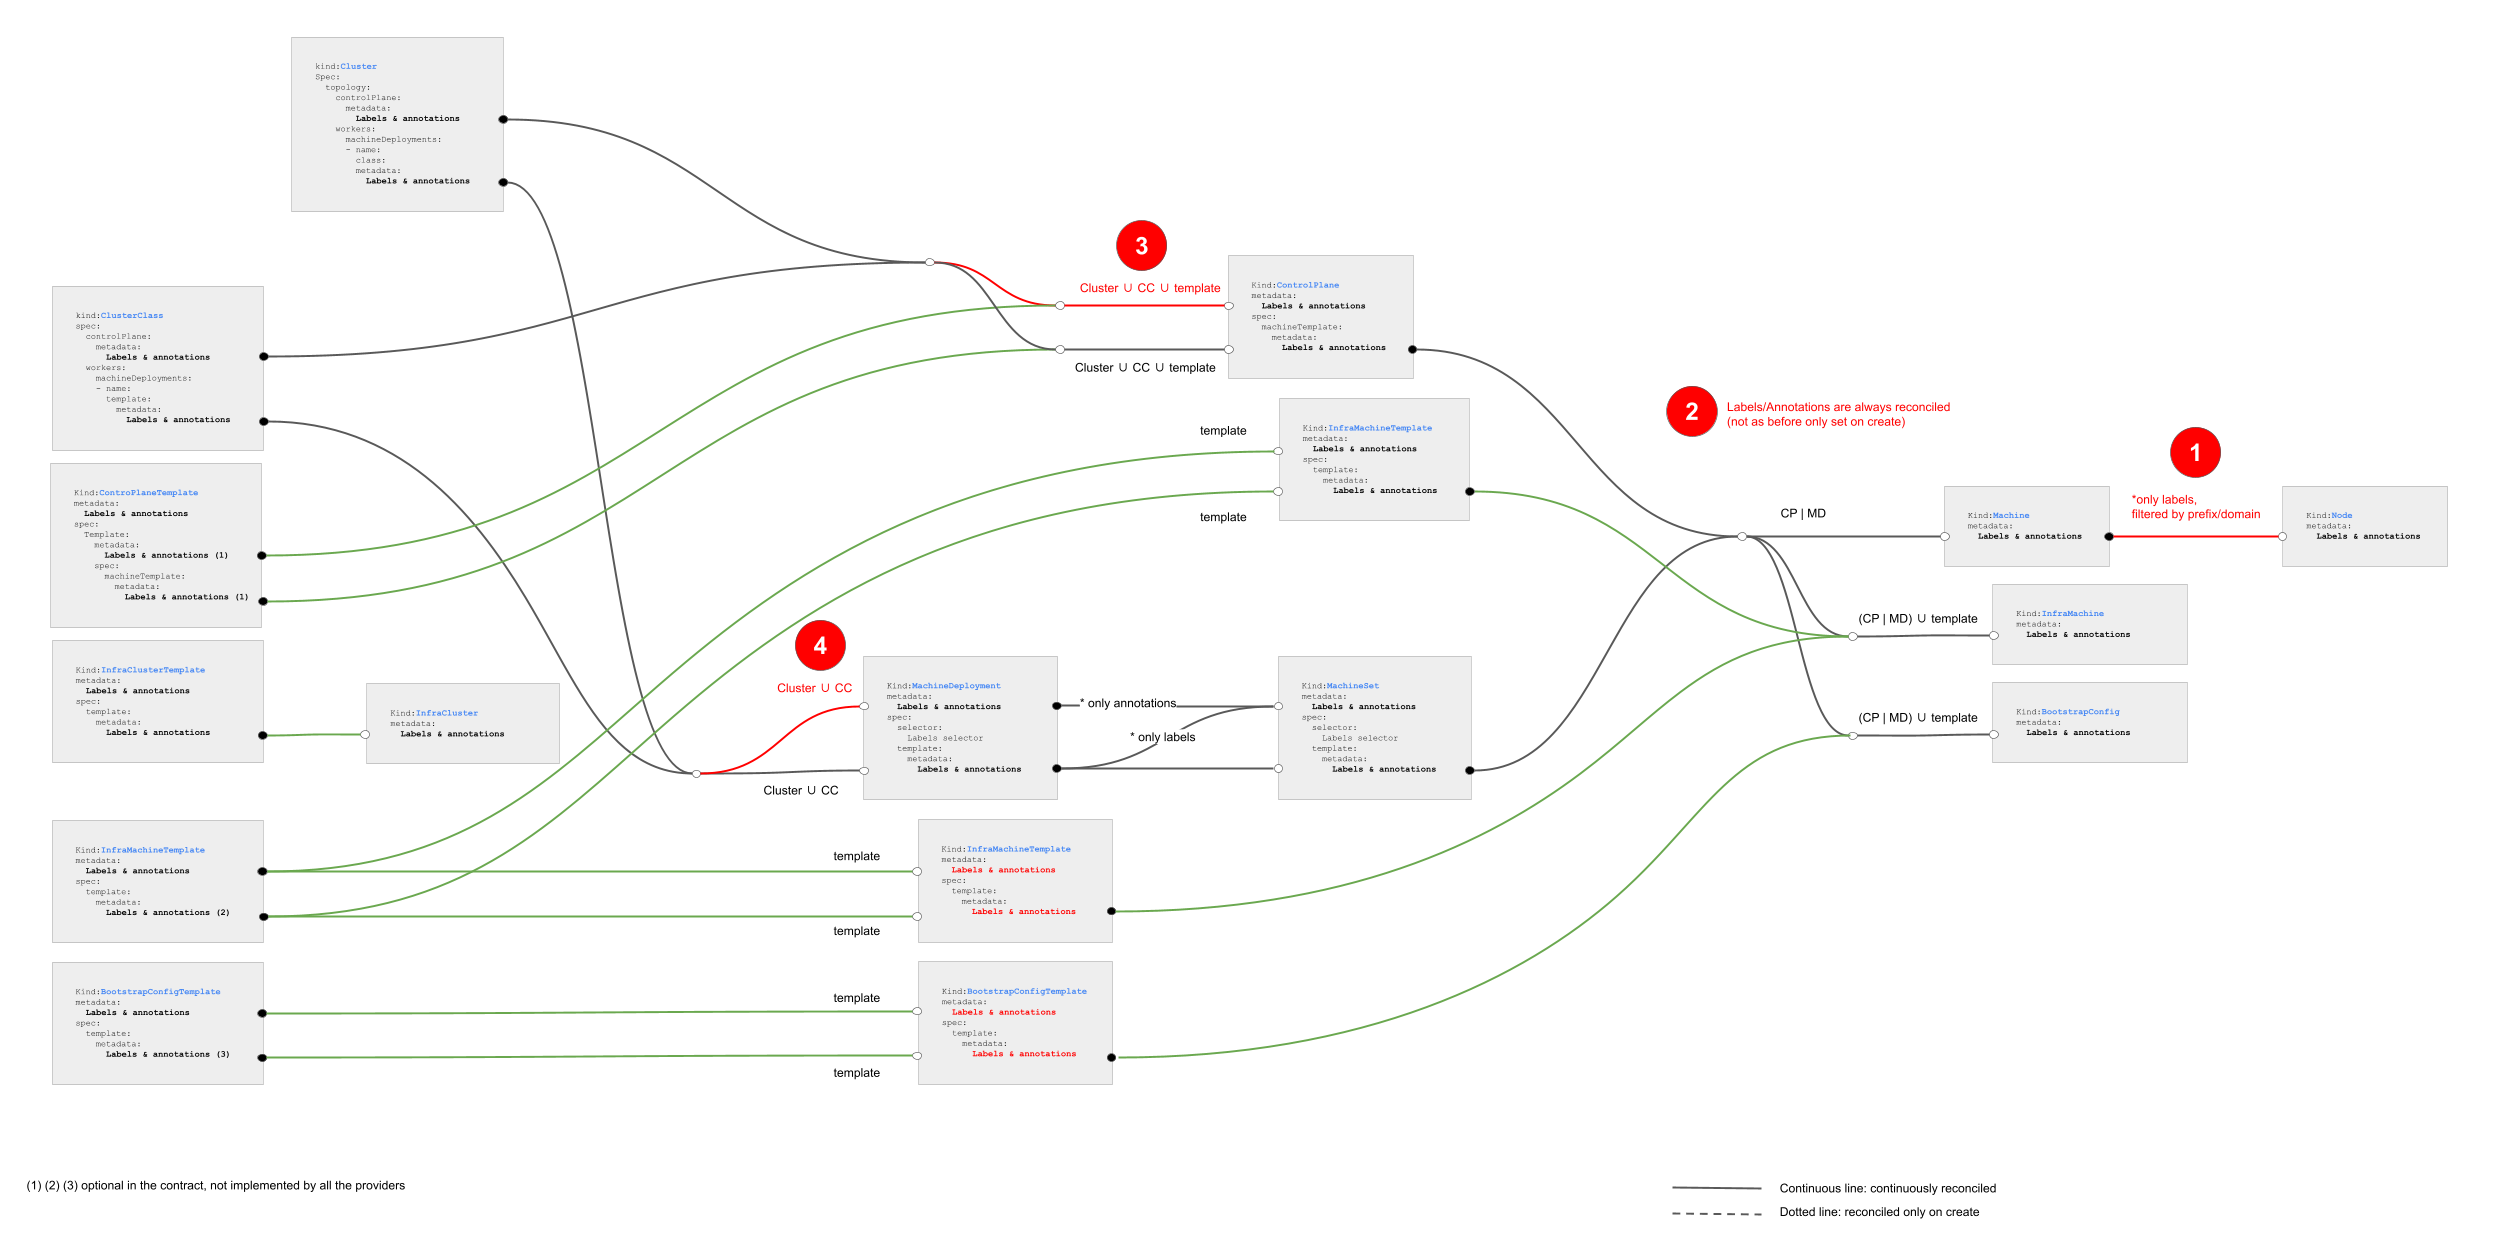 kind:Cluster
Spec:
topology:
controlPlane:
metadata:
Labels & annotations
workers:
machineDeployments:
- name:
class:
metadata:
Labels & annotations
kind:ClusterClass
spec:
controlPlane:
metadata:
Labels & annotations
workers:
machineDeployments:
- name:
template:
metadata:
Labels & annotations
Kind:ControPlaneTemplate
metadata:
Labels & annotations
spec:
Template:
metadata:
Labels & annotations (1)
spec:
machineTemplate:
metadata:
Labels & annotations (1)
Kind:InfraClusterTemplate
metadata:
Labels & annotations
spec:
template:
metadata:
Labels & annotations
Kind:InfraCluster
metadata:
Labels & annotations
Kind:InfraMachineTemplate
metadata:
Labels & annotations
spec:
template:
metadata:
Labels & annotations (2)
Kind:BootstrapConfigTemplate
metadata:
Labels & annotations
spec:
template:
metadata:
Labels & annotations (3)
3
Cluster ∪ CC ∪ template
Cluster ∪ CC ∪ template
Kind:ControlPlane
metadata:
Labels & annotations
spec:
machineTemplate:
metadata:
Labels & annotations
template
template
Kind:InfraMachineTemplate
metadata:
Labels & annotations
spec:
template:
metadata:
Labels & annotations
4
Cluster ∪ CC
Cluster ∪ CC
Kind:MachineDeployment
metadata:
Labels & annotations
spec:
selector:
Labels selector
template:
metadata:
Labels & annotations
* only annotations
* only labels
Kind:MachineSet
metadata:
Labels & annotations
spec:
selector:
Labels selector
template:
metadata:
Labels & annotations
template
template
Kind:InfraMachineTemplate
metadata:
Labels & annotations
spec:
template:
metadata:
Labels & annotations
template
template
Kind:BootstrapConfigTemplate
metadata:
Labels & annotations
spec:
template:
metadata:
Labels & annotations
2
Labels/Annotations are always reconciled
(not as before only set on create)
1
*only labels,
filtered by prefix/domain
CP | MD
Kind:Machine
metadata:
Labels & annotations
Kind:Node
metadata:
Labels & annotations
(CP | MD) ∪ template
Kind:InfraMachine
metadata:
Labels & annotations
(CP | MD) ∪ template
Kind:BootstrapConfig
metadata:
Labels & annotations
(1) (2) (3) optional in the contract, not implemented by all the providers
Continuous line: continuously reconciled
Dotted line: reconciled only on create